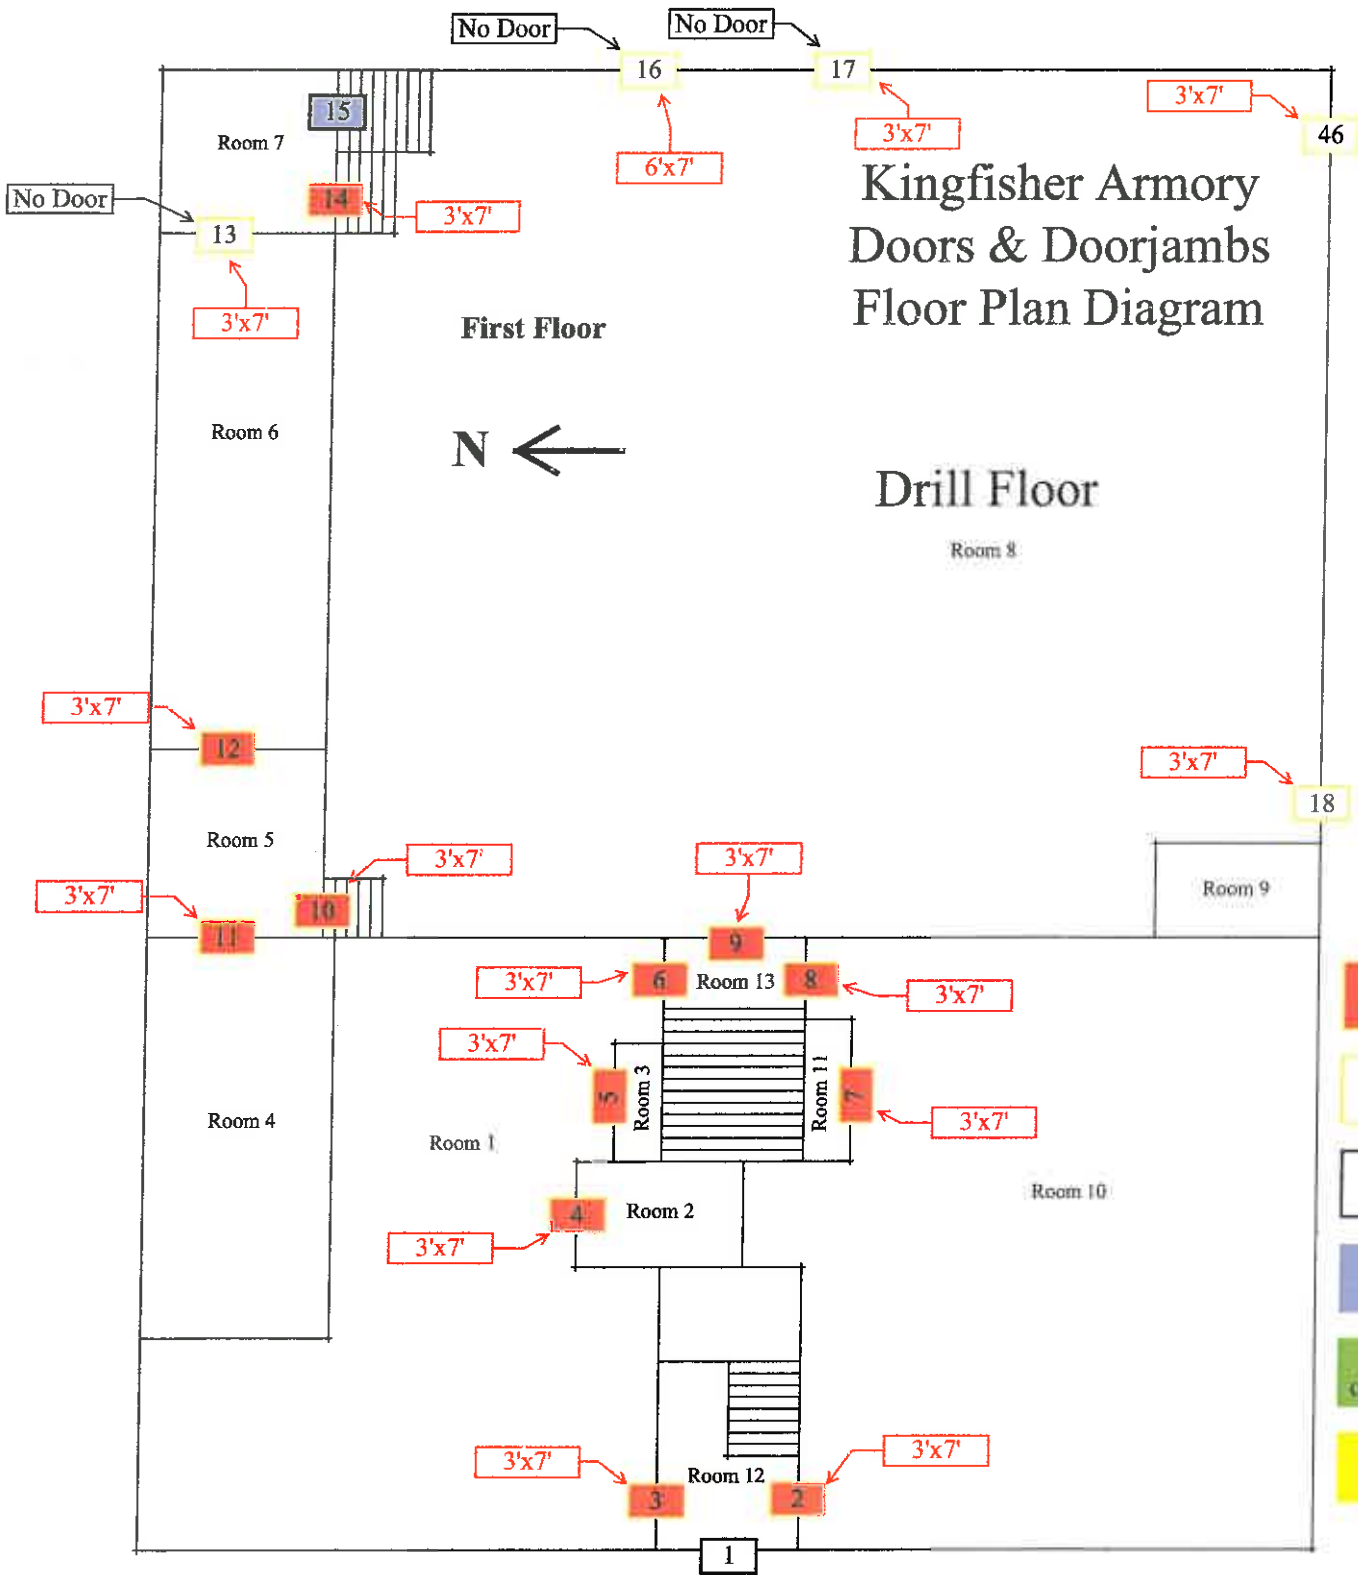 No Door
No Door
16
17
3'x7'
15
46
3'x7'
Room 7
6'x7'
Kingfisher Armory
Doors & Doorjambs
Floor Plan Diagram
No Door
14
3'x7'
13
3'x7'
First Floor
Room 6
N
Drill Floor
Room 8
3'x7'
12
3'x7'
18
Room 5
3'x7'
3'x7'
3'x7'
Room 9
10
11
9
3'x7'
6
Room 13
8
3'x7'
3'x7'
5
Room 3
Room 11
7
3'x7'
Room 4
Room 1
Room 10
4
Room 2
3'x7'
3'x7'
3'x7'
Room 12
3
2
1